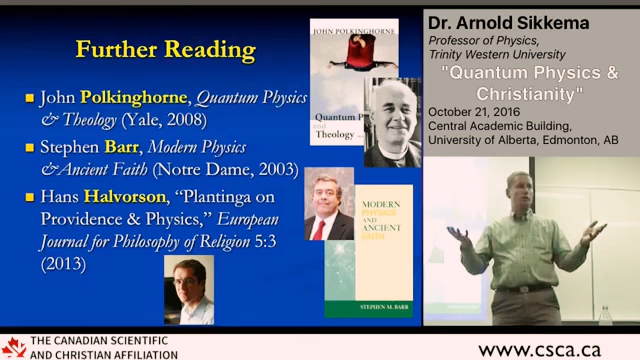 Further Reading
John Polkinghorne, Quantum Physics
& Theology (Yale, 2008)
Stephen Barr, Modern Physics
& Ancient Faith (Notre Dame, 2003)
Hans Halvorson, “Plantinga on
Providence & Physics,” European
Journal for Philosophy of Religion 5:3
(2013)
JOHN POLKINGHORNE
Quantum P
and
Theology
MODERN
PHYSICS
AND
ANCIENT
FAITH
STEPHEN M. BARR
Dr. Arnold Sikkema
Professor of Physics,
Trinity Western University
"Quantum Physics &
Christianity"
October 21, 2016
Central Academic Building,
University of Alberta, Edmonton, AB
THE CANADIAN SCIENTIFIC
AND CHRISTIAN AFFILIATION
www.csca.ca